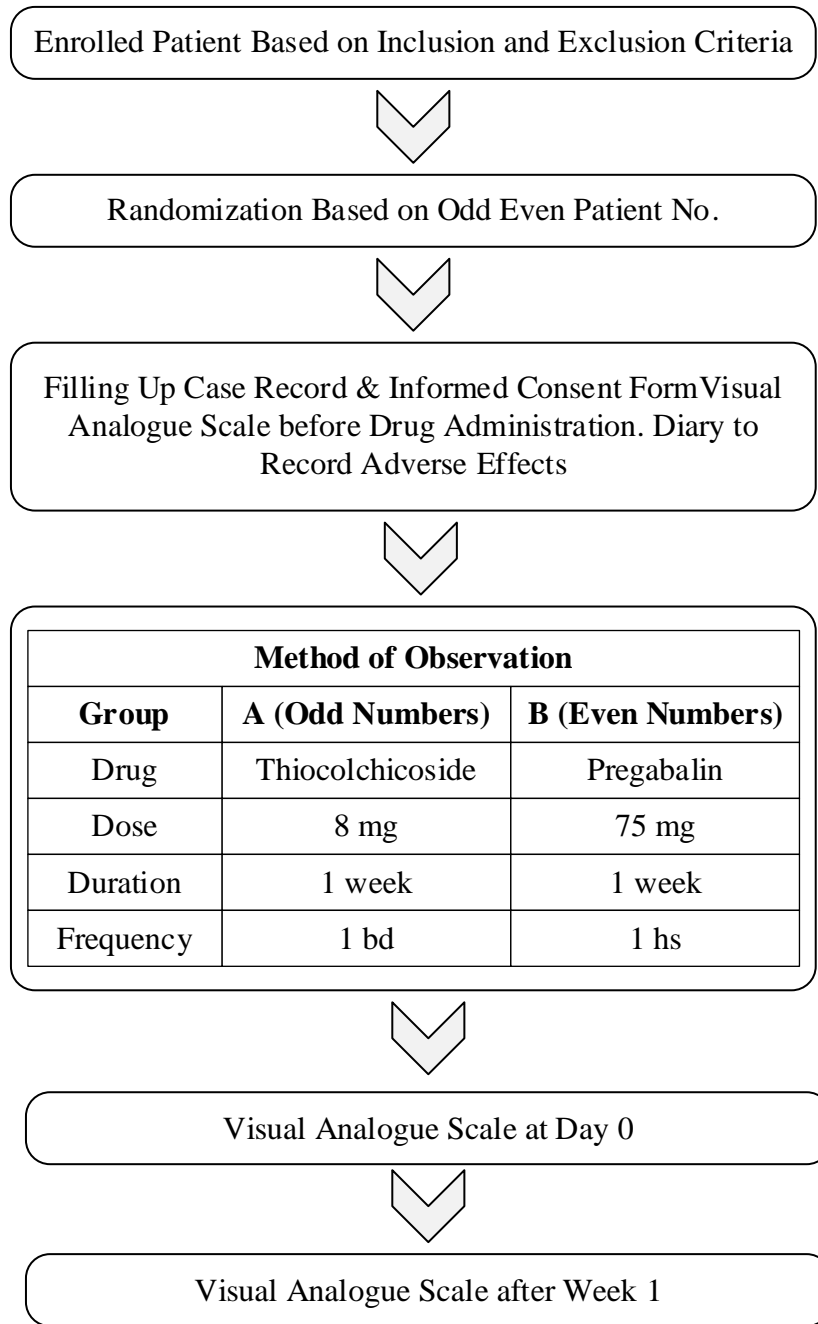 Enrolled Patient Based on Inclusion and Exclusion Criteria
Randomization Based on Odd Even Patient No.
Filling Up Case Record & Informed Consent FormVisual
Analogue Scale before Drug Administration. Diary to
Record Adverse Effects
Method of Observation
Group A (Odd Numbers) B (Even Numbers)
Drug Thiocolchicoside Pregabalin
Dose 8 mg 75 mg
Duration 1 week 1 week
Frequency 1 bd 1 hs
Visual Analogue Scale at Day 0
Visual Analogue Scale after Week 1